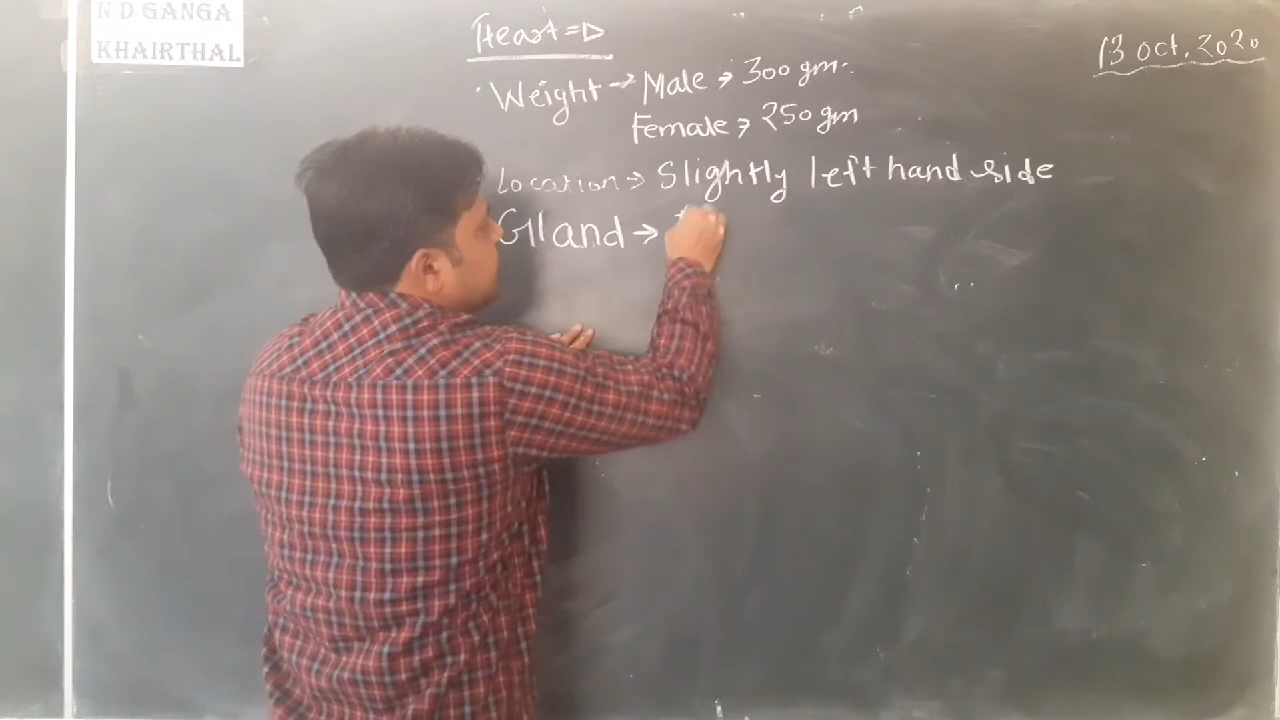 N D GANGA
KHAIRTHAL
Heart ⇒
13 oct. 2020
Weight → Male → 300 gm.
Female → 250 gm
Location → Slightly left hand side
Gland →